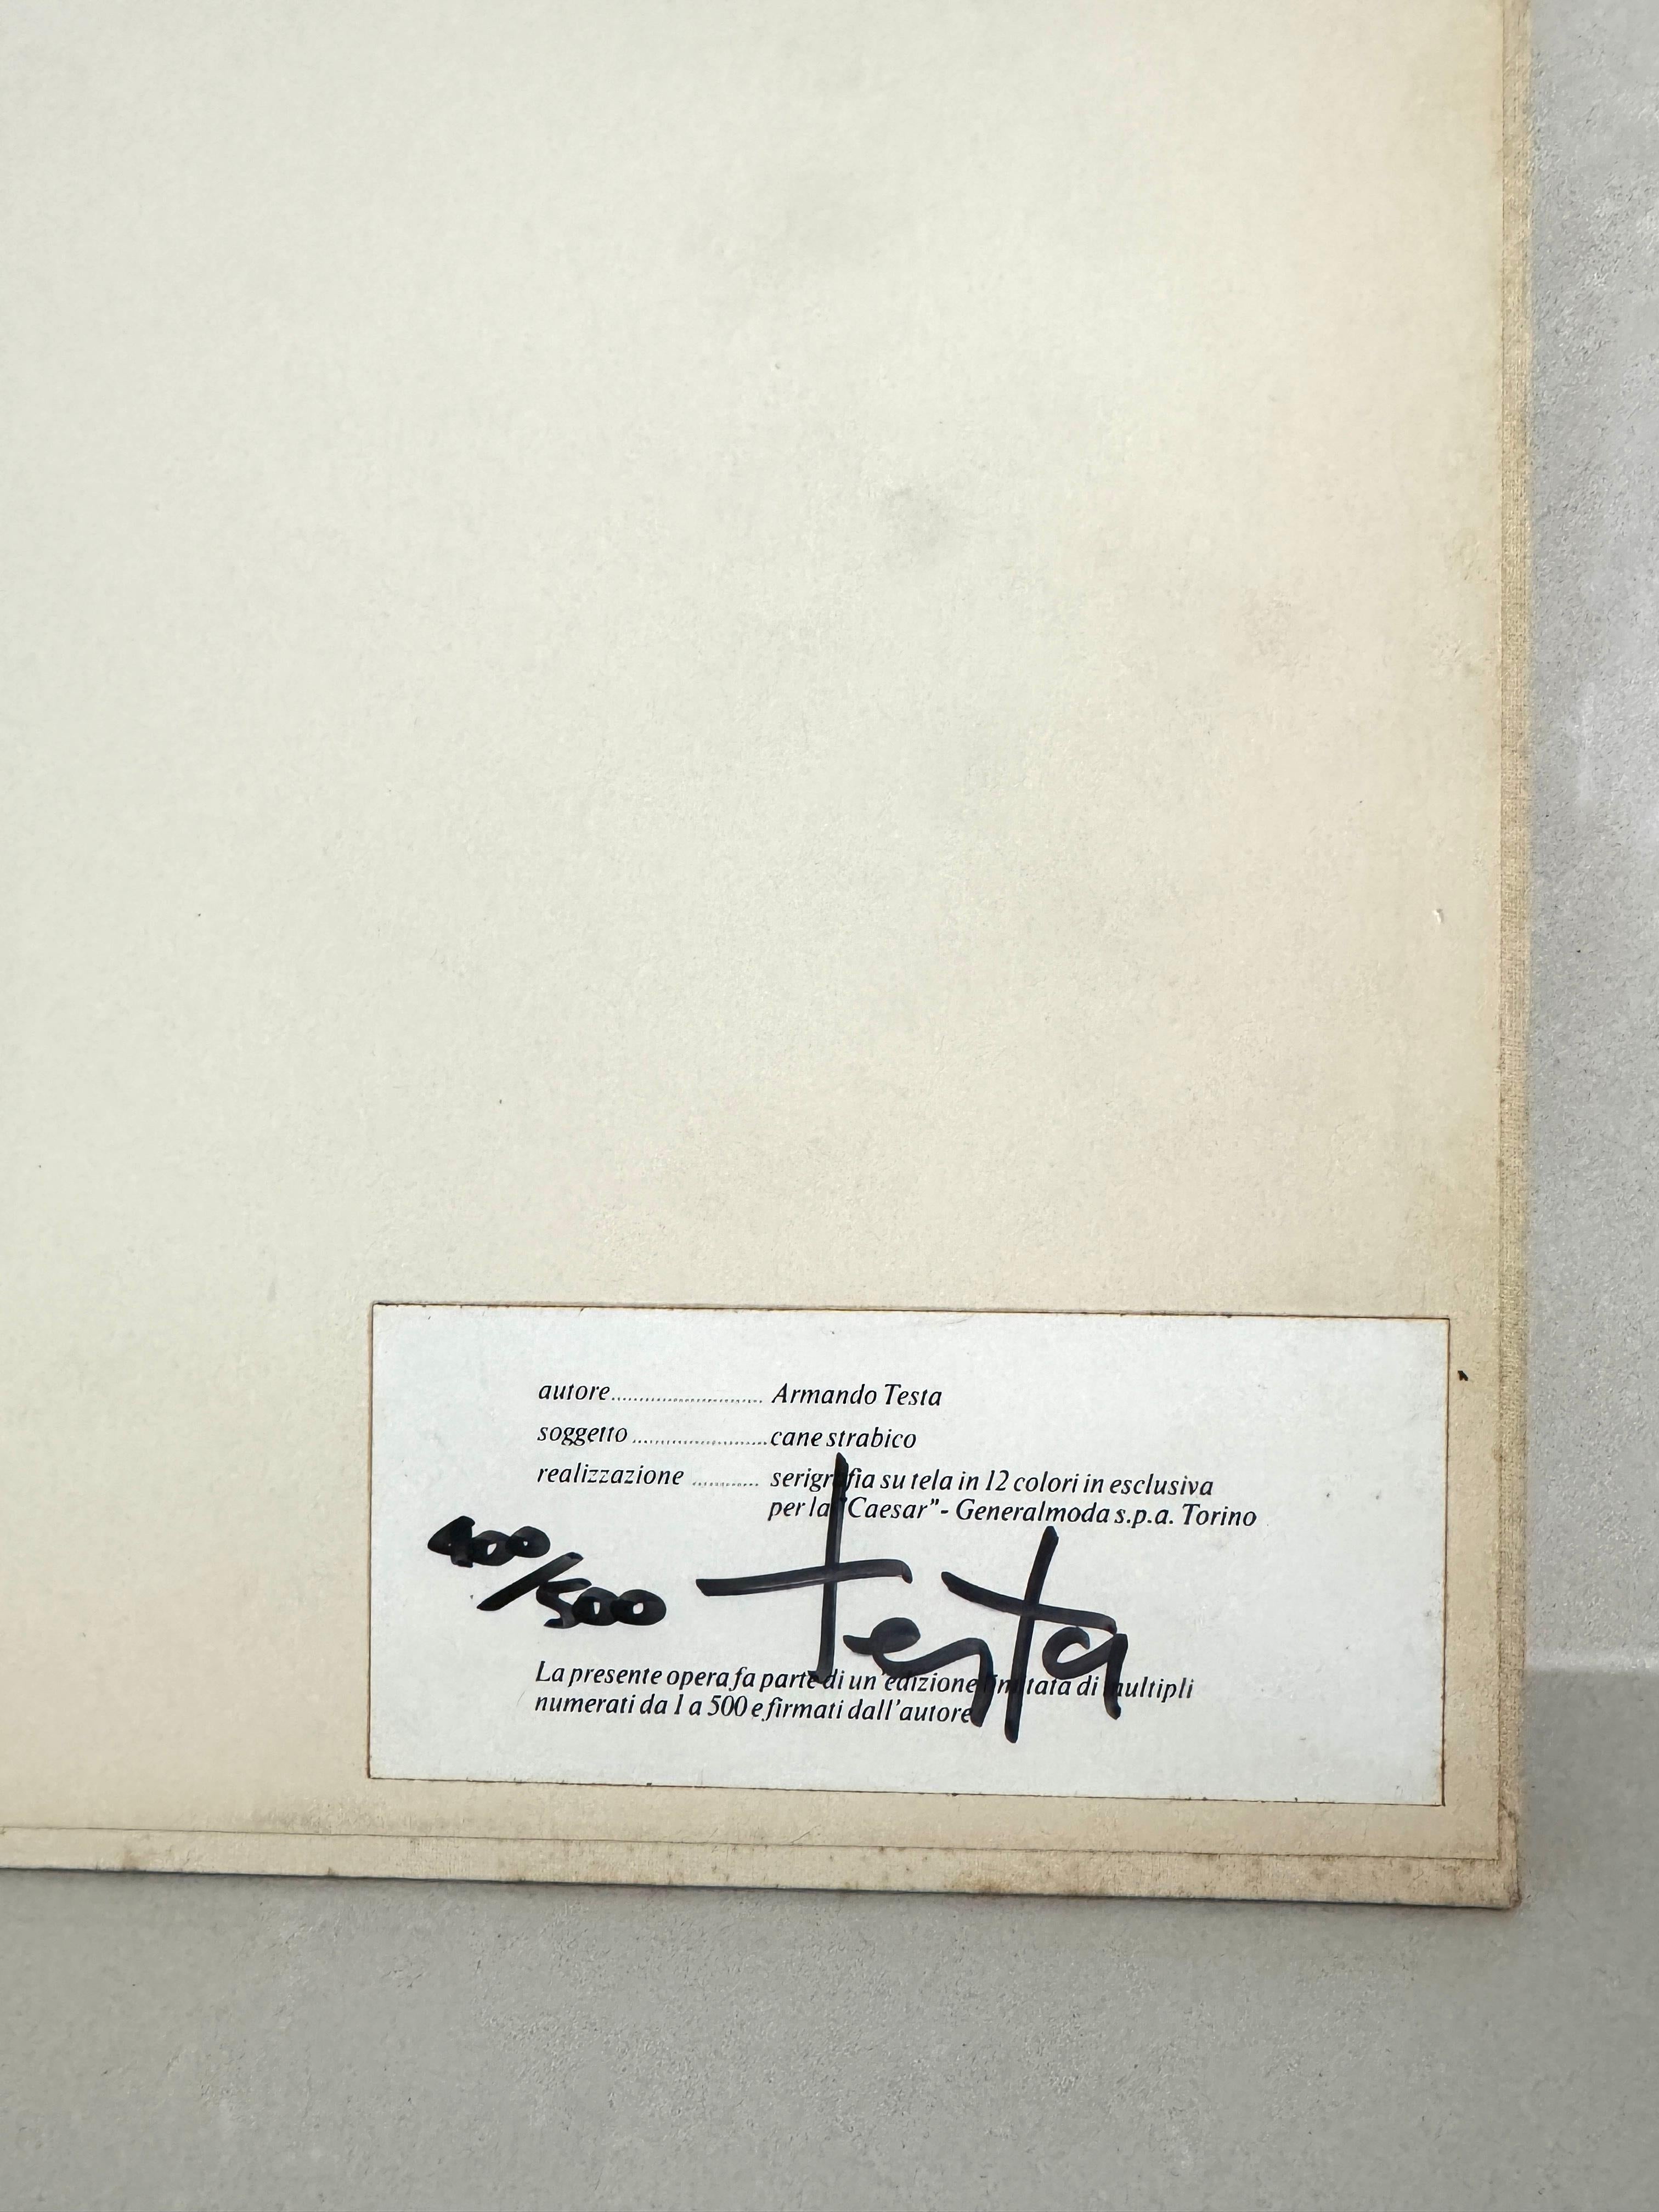 autore.............................. Armando Testa
soggetto ...........................cane strabico
realizzazione ............. serigrafia su tela in 12 colori in esclusiva
per la "Caesar" - Generalmoda s.p.a. Torino
400/500 testa
La presente opera fa parte di un'edizione limitata di multipli
numerati da 1 a 500 e firmati dall'autore